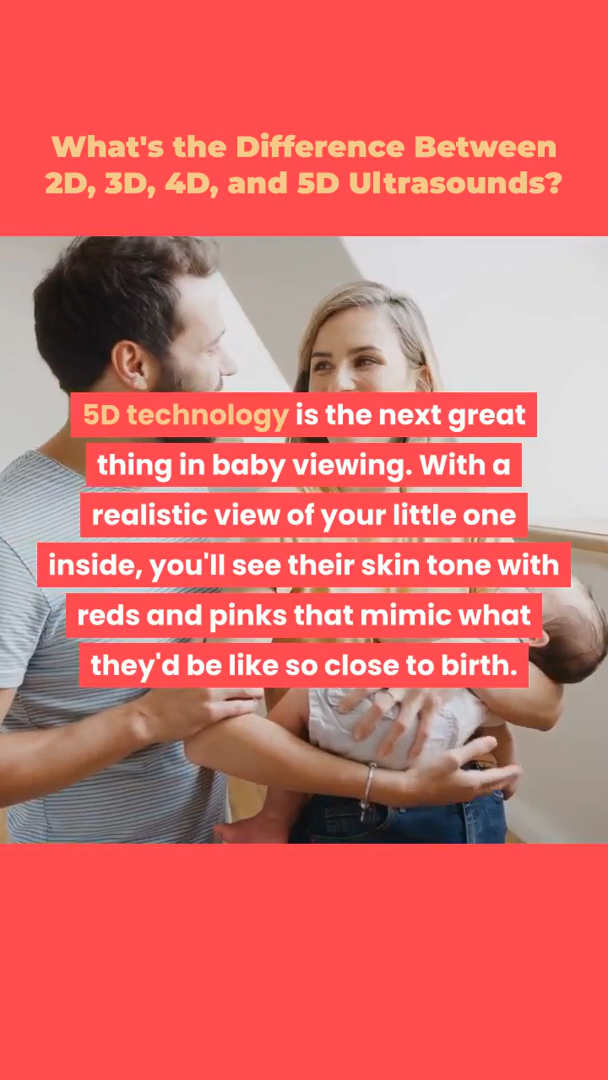 What's the Difference Between
2D, 3D, 4D, and 5D Ultrasounds?
5D technology is the next great
thing in baby viewing. With a
realistic view of your little one
inside, you'll see their skin tone with
reds and pinks that mimic what
they'd be like so close to birth.